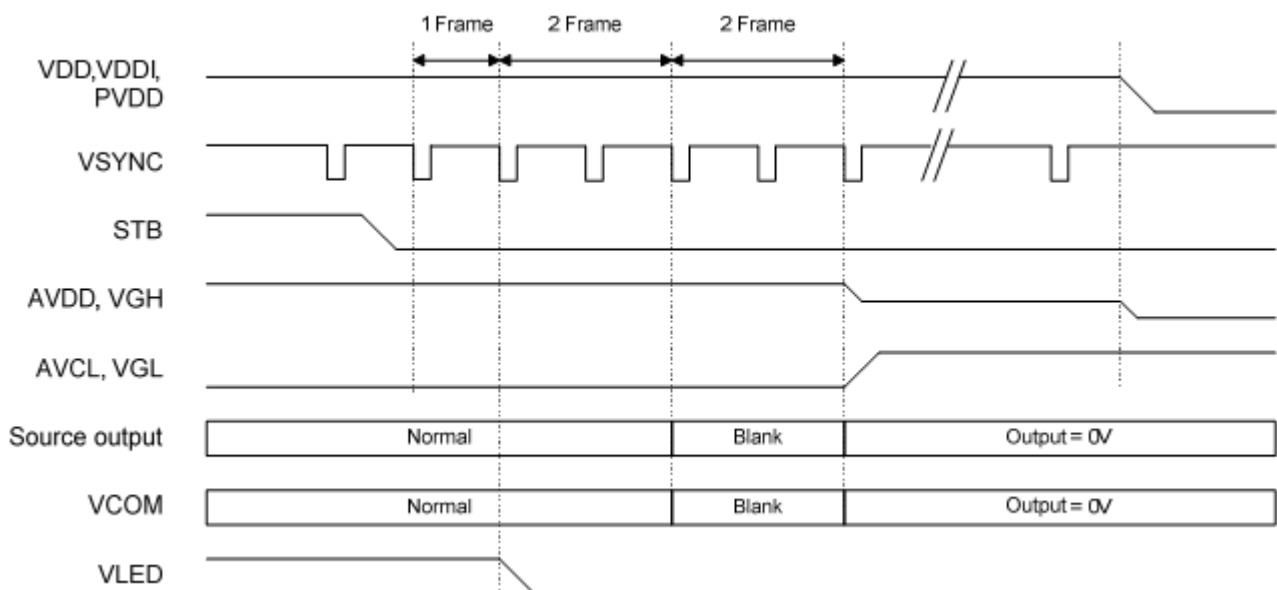 1 Frame 2 Frame 2 Frame
VDD,VDDI,
PVDD
VSYNC
STB
AVDD, VGH
AVCL, VGL
Source output Normal Blank Output = 0V
VCOM Normal Blank Output = 0V
VLED